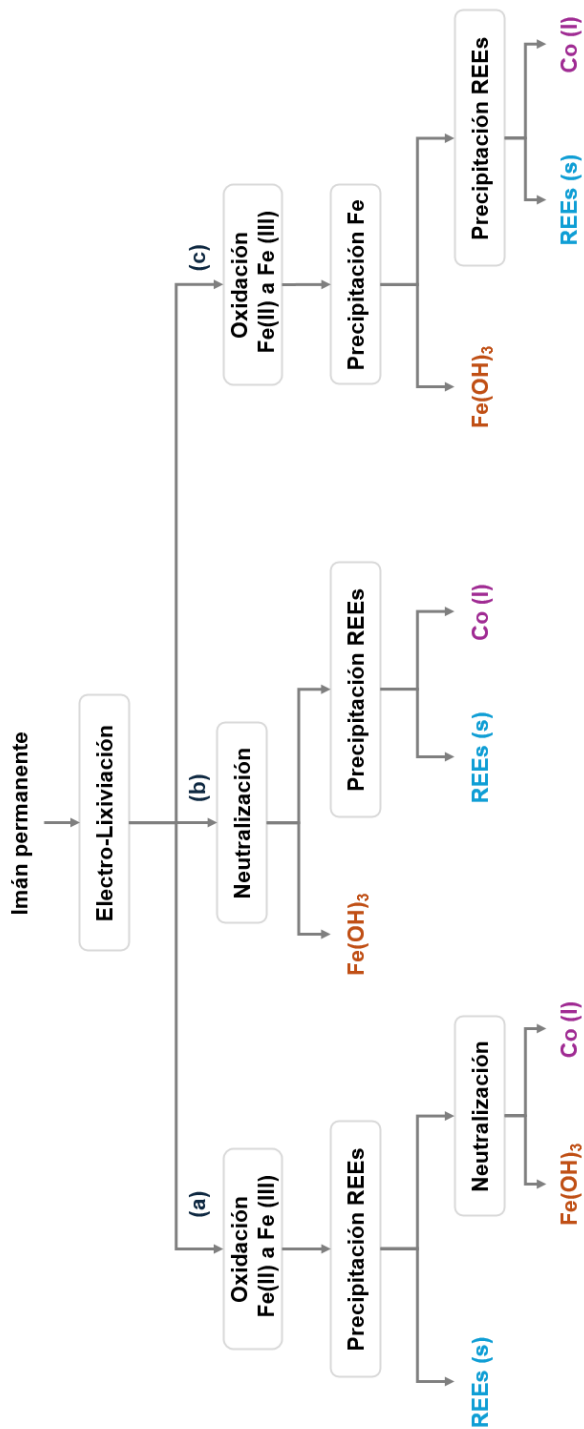 Imán permanente
Electro-Lixiviación
(a)
(b)
(c)
Oxidación
Fe(II) a Fe (III)
Neutralización
Oxidación
Fe(II) a Fe (III)
Precipitación REEs
Fe(OH)3
Precipitación REEs
Precipitación Fe
REEs (s)
Neutralización
REEs (s)
Co (l)
Fe(OH)3
Precipitación REEs
Fe(OH)3
Co (l)
REEs (s)
Co (l)